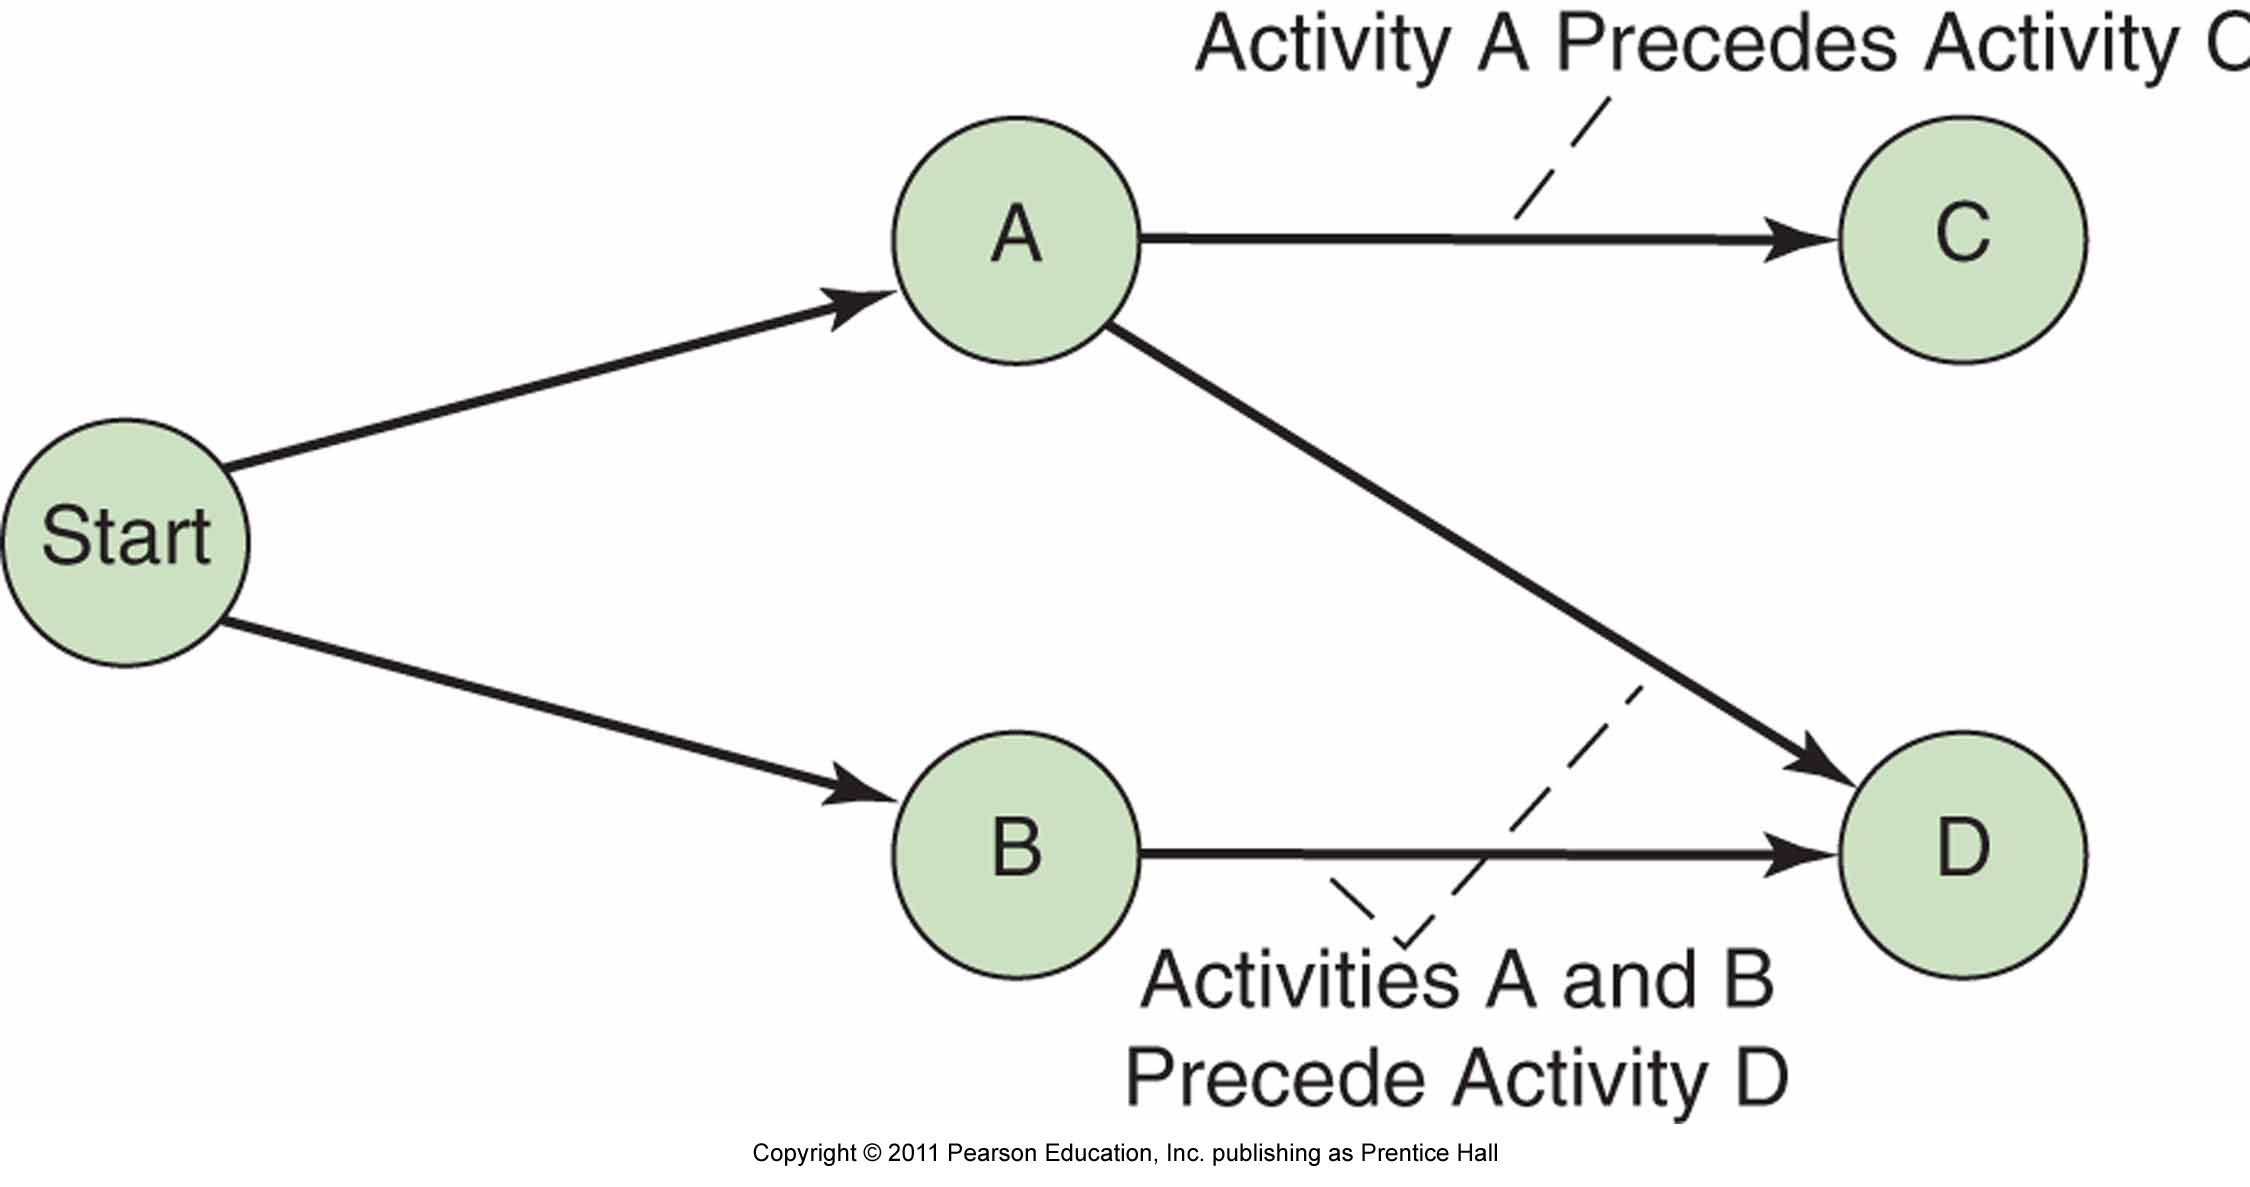 Activity A Precedes Activity C
A
C
Start
B
D
Activities A and B
Precede Activity D
Copyright © 2011 Pearson Education, Inc. publishing as Prentice Hall